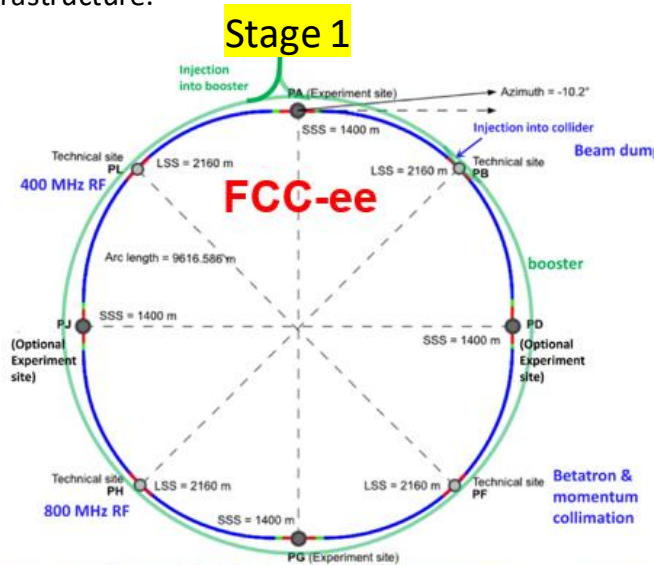 rastructure.
Stage 1
Injection
into booster
PA (Experiment site)
Azimuth = -10.2°
SSS = 1400 m
Injection into collider
Technical site
PL
LSS = 2160 m
400 MHz RF
LSS = 2160 m
Technical site
PB
Beam dump
FCC-ee
Arc length = 9616.586 m
booster
PJ
SSS = 1400 m
(Optional
Experiment
site)
SSS = 1400 m
PD
(Optional
Experiment
site)
Technical site
PH
LSS = 2160 m
800 MHz RF
LSS = 2160 m
Technical site
PF
Betatron &
momentum
collimation
SSS = 1400 m
PG (Experiment site)